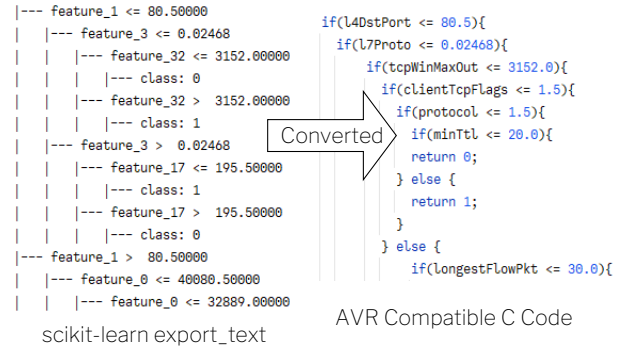 |--- feature_1 <= 80.50000
|   |--- feature_3 <= 0.02468
|   |   |--- feature_32 <= 3152.00000
|   |   |   |--- class: 0
|   |   |--- feature_32 >  3152.00000
|   |   |   |--- class: 1
|   |--- feature_3 >  0.02468
|   |   |--- feature_17 <= 195.50000
|   |   |   |--- class: 1
|   |   |--- feature_17 >  195.50000
|   |   |   |--- class: 0
|--- feature_1 >  80.50000
|   |--- feature_0 <= 40080.50000
|   |   |--- feature_0 <= 32889.00000
scikit-learn export_text
Converted
if(l4DstPort <= 80.5){
if(l7Proto <= 0.02468){
if(tcpWinMaxOut <= 3152.0){
if(clientTcpFlags <= 1.5){
if(protocol <= 1.5){
if(minTtl <= 20.0){
return 0;
} else {
return 1;
}
} else {
if(longestFlowPkt <= 30.0){
AVR Compatible C Code